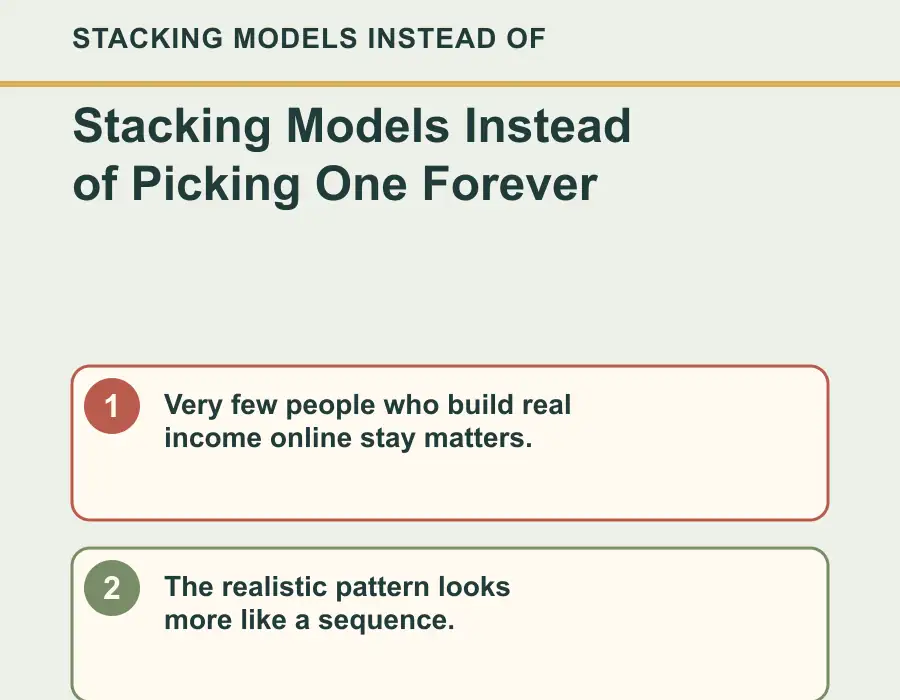 STACKING MODELS INSTEAD OF
Stacking Models Instead
of Picking One Forever
1
Very few people who build real
income online stay matters.
2
The realistic pattern looks
more like a sequence.